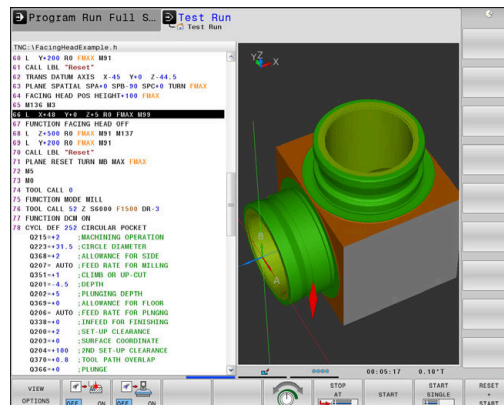 Program Run Full S...
Test Run
Test Run
TNC:\FacingHeadExample.h
60 L Y+200 R0 FMAX M91
61 CALL LBL "Reset"
62 TRANS DATUM AXIS X-45 Y+0 Z-44.5
63 PLANE SPATIAL SPA+0 SPB-90 SPC+0 TURN FMAX
64 FACING HEAD POS HEIGHT+100 FMAX
65 M136 M3
66 L X+48 Y+0 Z+5 R0 FMAX M99
67 FUNCTION FACING HEAD OFF
68 L Z+500 R0 FMAX M91 M137
69 L Y+200 R0 FMAX M91
70 CALL LBL "Reset"
71 PLANE RESET TURN MB MAX FMAX
72 M5
73 M0
74 TOOL CALL 0
75 FUNCTION MODE MILL
76 TOOL CALL 52 Z S6000 F1500 DR-3
77 FUNCTION DCM ON
78 CYCL DEF 252 CIRCULAR POCKET
Q215=+2 ;MACHINING OPERATION
Q223=+31.5 ;CIRCLE DIAMETER
Q368=+2 ;ALLOWANCE FOR SIDE
Q207= AUTO ;FEED RATE FOR MILLNG
Q351=+1 ;CLIMB OR UP-CUT
Q201=-4.5 ;DEPTH
Q202=+5 ;PLUNGING DEPTH
Q369=+0 ;ALLOWANCE FOR FLOOR
Q206= AUTO ;FEED RATE FOR PLNGNG
Q338=+0 ;INFEED FOR FINISHING
Q200=+2 ;SET-UP CLEARANCE
Q203=+0 ;SURFACE COORDINATE
Q204=+100 ;2ND SET-UP CLEARANCE
Q370=+0.8 ;TOOL PATH OVERLAP
Q366=+0 ;PLUNGE
Y Z X
B
A
00:05:17 0.10"T
VIEW OPTIONS
OFF ON
OFF ON
STOP AT
START
START SINGLE
RESET + START